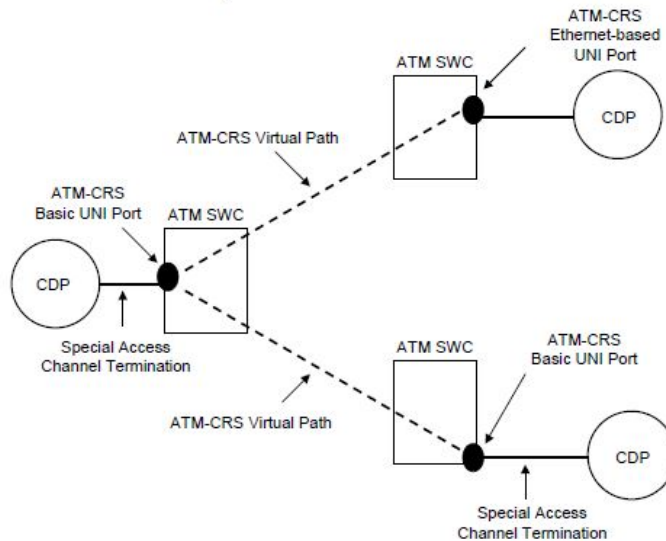 ATM-CRS
Ethernet-based
UNI Port
ATM SWC
CDP
ATM-CRS Virtual Path
ATM-CRS
Basic UNI Port
ATM SWC
CDP
Special Access
Channel Termination
ATM-CRS Virtual Path
ATM SWC
ATM-CRS
Basic UNI Port
CDP
Special Access
Channel Termination